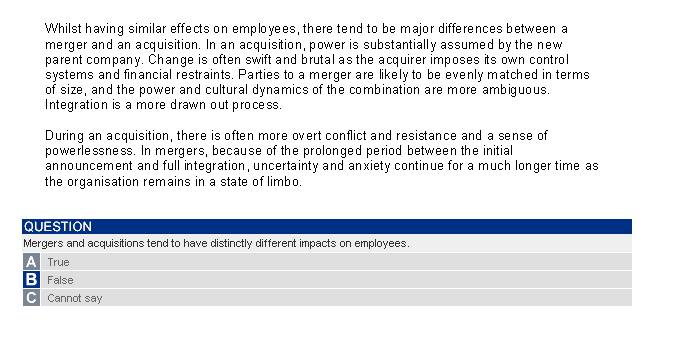 Whilst having similar effects on employees, there tend to be major differences between a
merger and an acquisition. In an acquisition, power is substantially assumed by the new
parent company. Change is often swift and brutal as the acquirer imposes its own control
systems and financial restraints. Parties to a merger are likely to be evenly matched in terms
of size, and the power and cultural dynamics of the combination are more ambiguous.
Integration is a more drawn out process.
During an acquisition, there is often more overt conflict and resistance and a sense of
powerlessness. In mergers, because of the prolonged period between the initial
announcement and full integration, uncertainty and anxiety continue for a much longer time as
the organisation remains in a state of limbo.
QUESTION
Mergers and acquisitions tend to have distinctly different impacts on employees.
A True
B False
C Cannot say